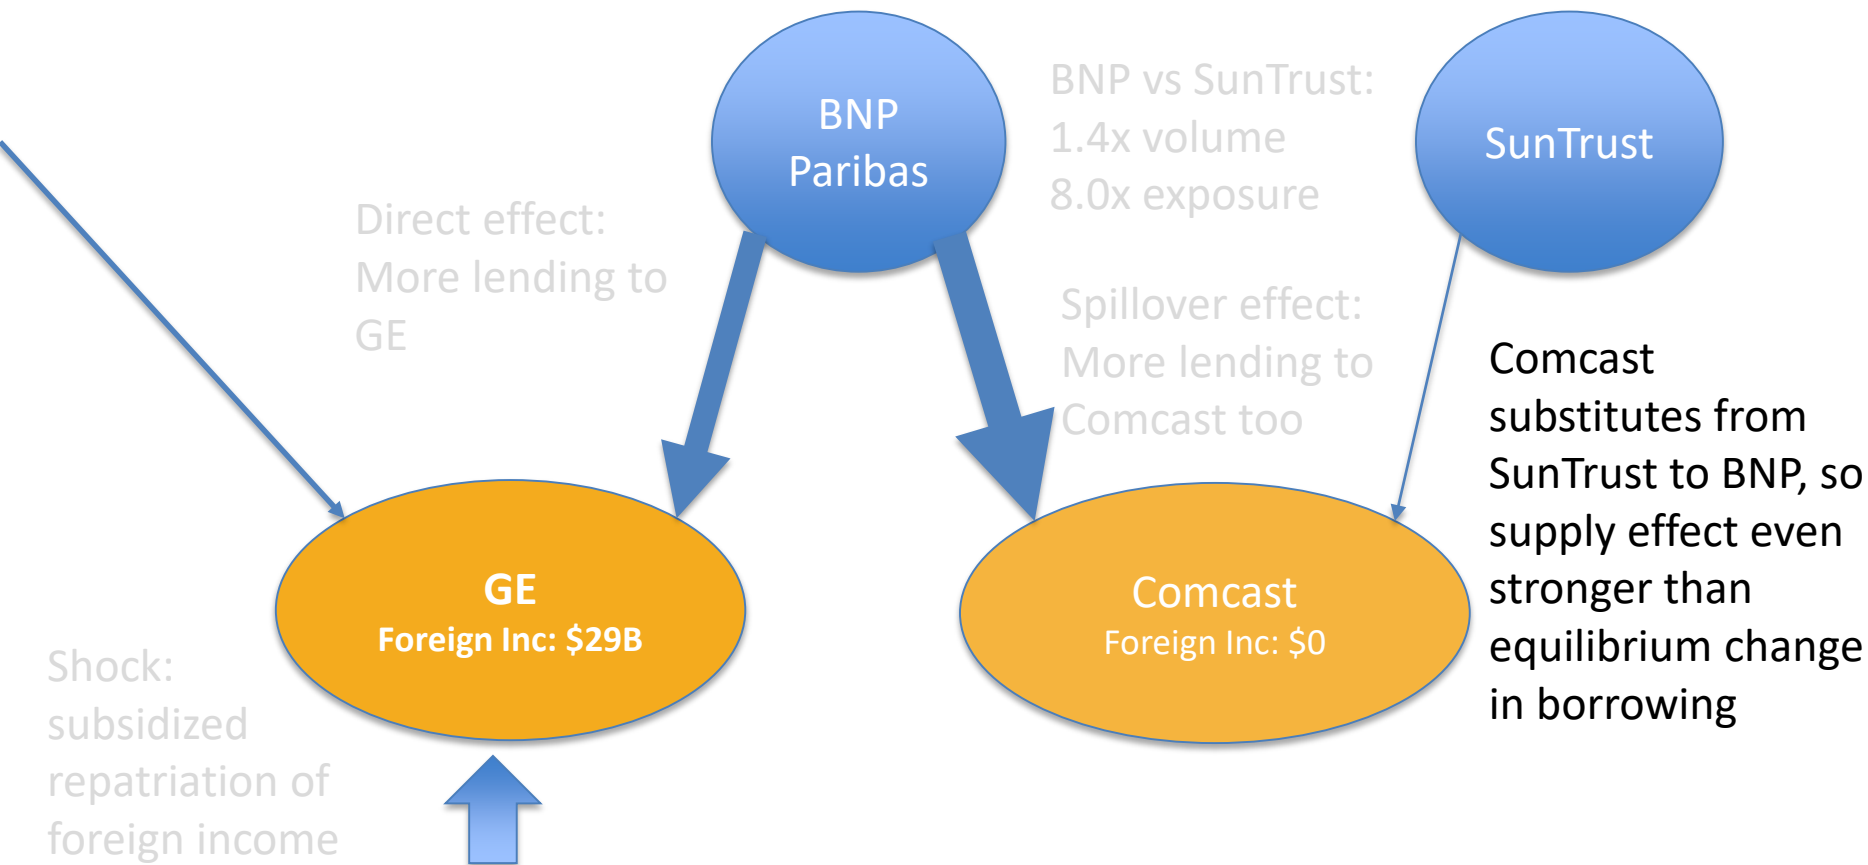 BNP
Paribas
BNP vs SunTrust:
1.4x volume
8.0x exposure
SunTrust
Direct effect:
More lending to
GE
Spillover effect:
More lending to
Comcast too
Comcast
substitutes from
SunTrust to BNP, so
supply effect even
stronger than
equilibrium change
in borrowing
GE
Foreign Inc: $29B
Comcast
Foreign Inc: $0
Shock:
subsidized
repatriation of
foreign income